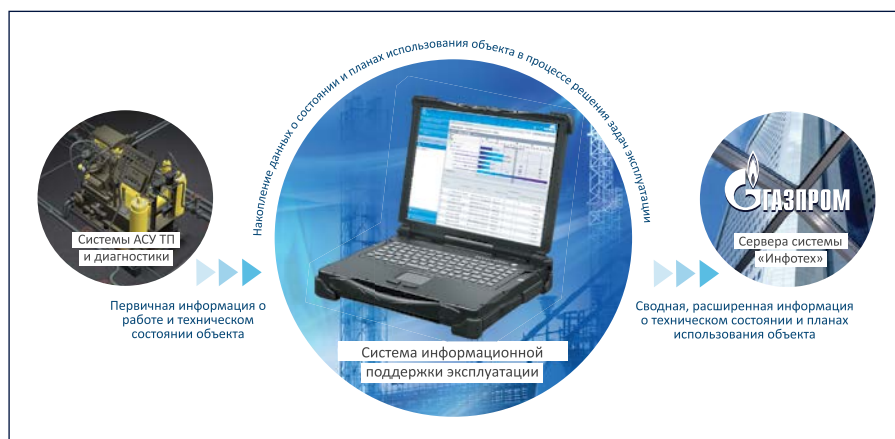 Накопление данных о состоянии и планах использования объекта в процессе решения задач эксплуатации
Системы АСУ ТП
и диагностики
Первичная информация о
работе и техническом
состоянии объекта
Система информационной
поддержки эксплуатации
ГАЗПРОМ
Сервера системы
«Инфотех»
Сводная, расширенная информация
о техническом состоянии и планах
использования объекта